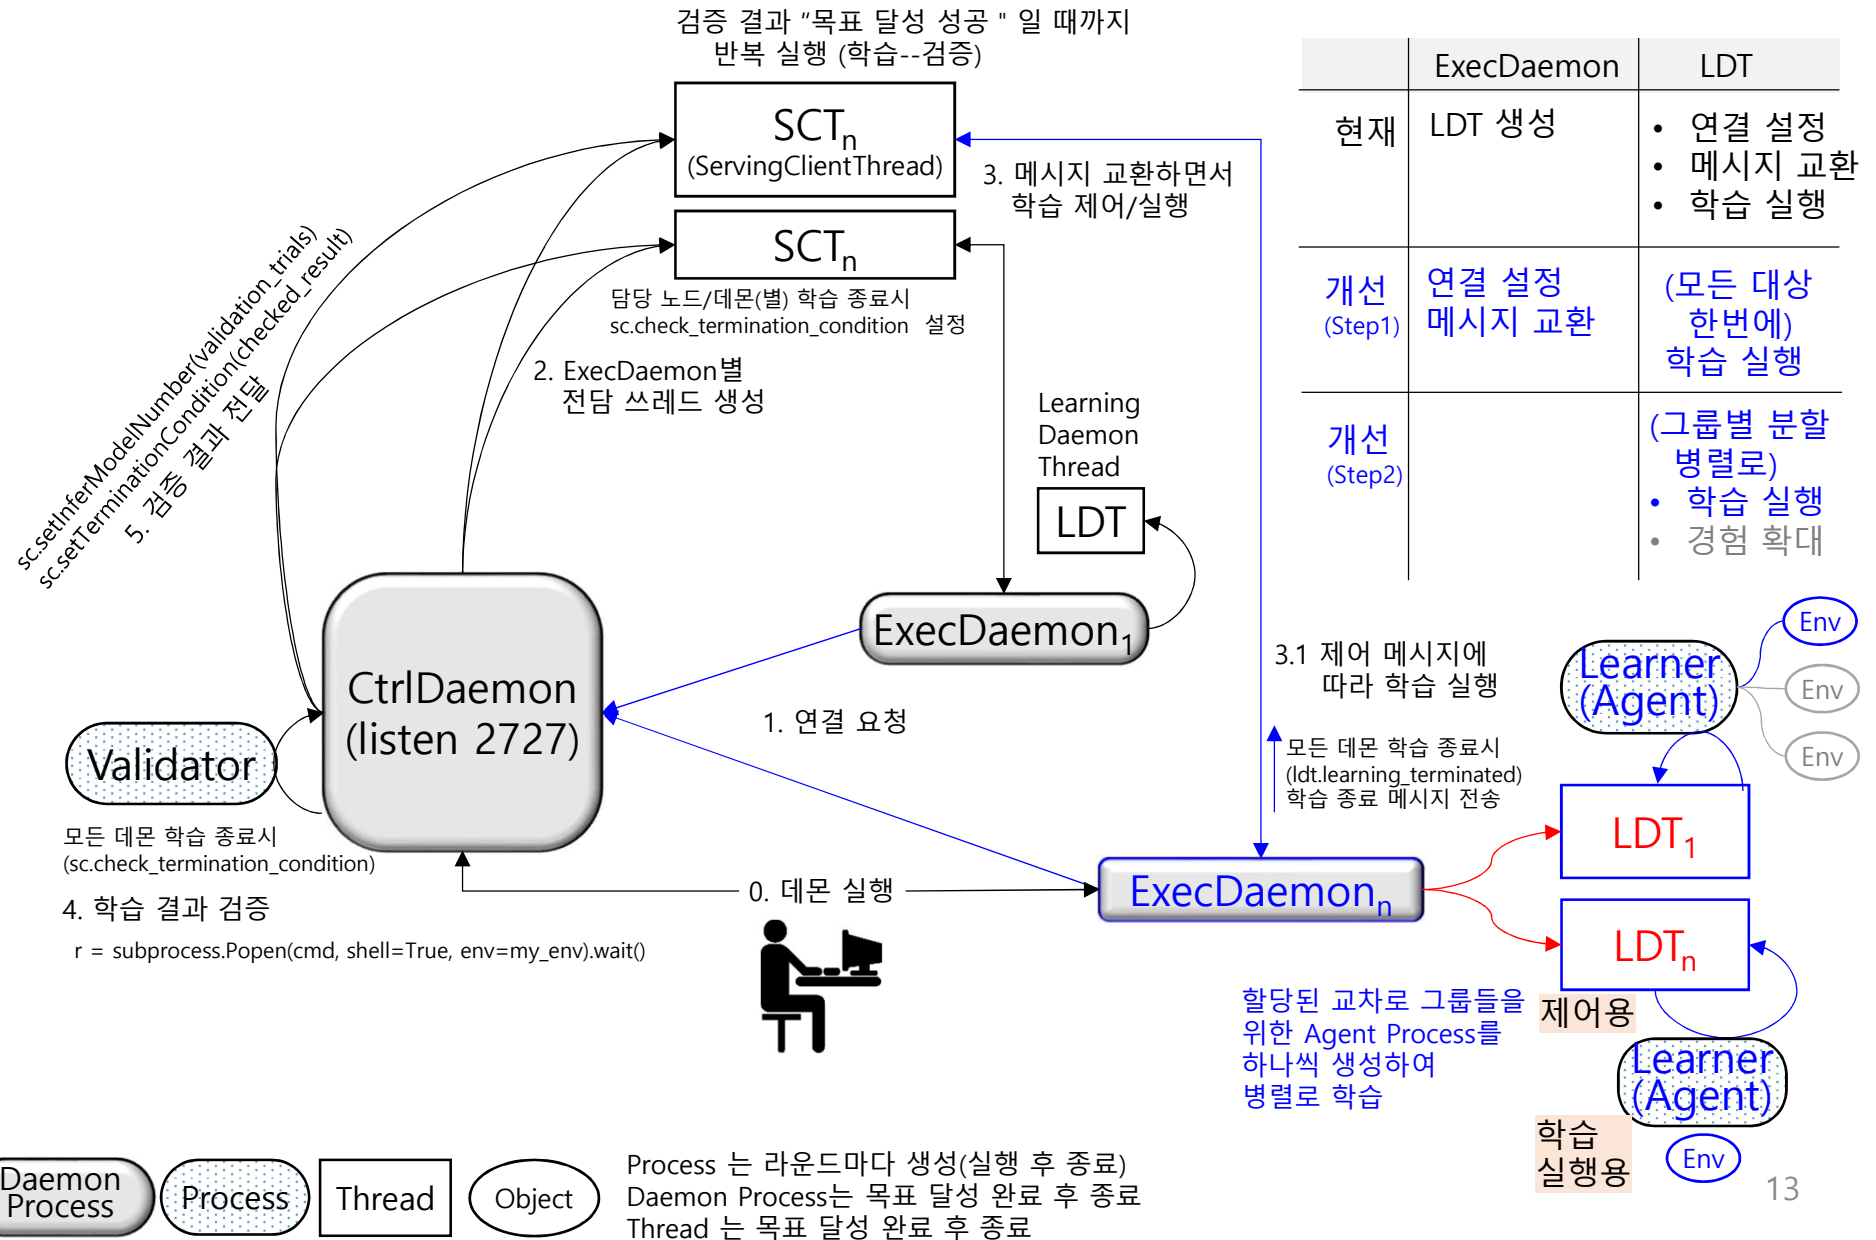 검증 결과 “목표 달성 성공 " 일 때까지
반복 실행 (학습--검증)
SCTn
(ServingClientThread)
3. 메시지 교환하면서
학습 제어/실행
SCTn
담당 노드/데몬(별) 학습 종료시
sc.check_termination_condition 설정
sc.setInferModelNumber(validation_trials)
sc.setTerminationCondition(checked_result)
5. 검증 결과 전달
2. ExecDaemon별
전담 쓰레드 생성
Learning
Daemon
Thread
LDT
ExecDaemon1
CtrlDaemon
(listen 2727)
Validator
1. 연결 요청
모든 데몬 학습 종료시
(sc.check_termination_condition)
4. 학습 결과 검증
r = subprocess.Popen(cmd, shell=True, env=my_env).wait()
0. 데몬 실행
ExecDaemon LDT
현재 LDT 생성
• 연결 설정
• 메시지 교환
• 학습 실행
개선
(Step1)
연결 설정
메시지 교환
(모든 대상
한번에)
학습 실행
개선
(Step2)
(그룹별 분할
병렬로)
• 학습 실행
• 경험 확대
3.1 제어 메시지에
따라 학습 실행
모든 데몬 학습 종료시
(ldt.learning_terminated)
학습 종료 메시지 전송
Learner
(Agent)
Env
Env
Env
LDT1
ExecDaemonn
LDTn
할당된 교차로 그룹들을
위한 Agent Process를
하나씩 생성하여
병렬로 학습
제어용
Learner
(Agent)
학습
실행용
Env
Daemon
Process
Process
Thread
Object
Process 는 라운드마다 생성(실행 후 종료)
Daemon Process는 목표 달성 완료 후 종료
Thread 는 목표 달성 완료 후 종료
13